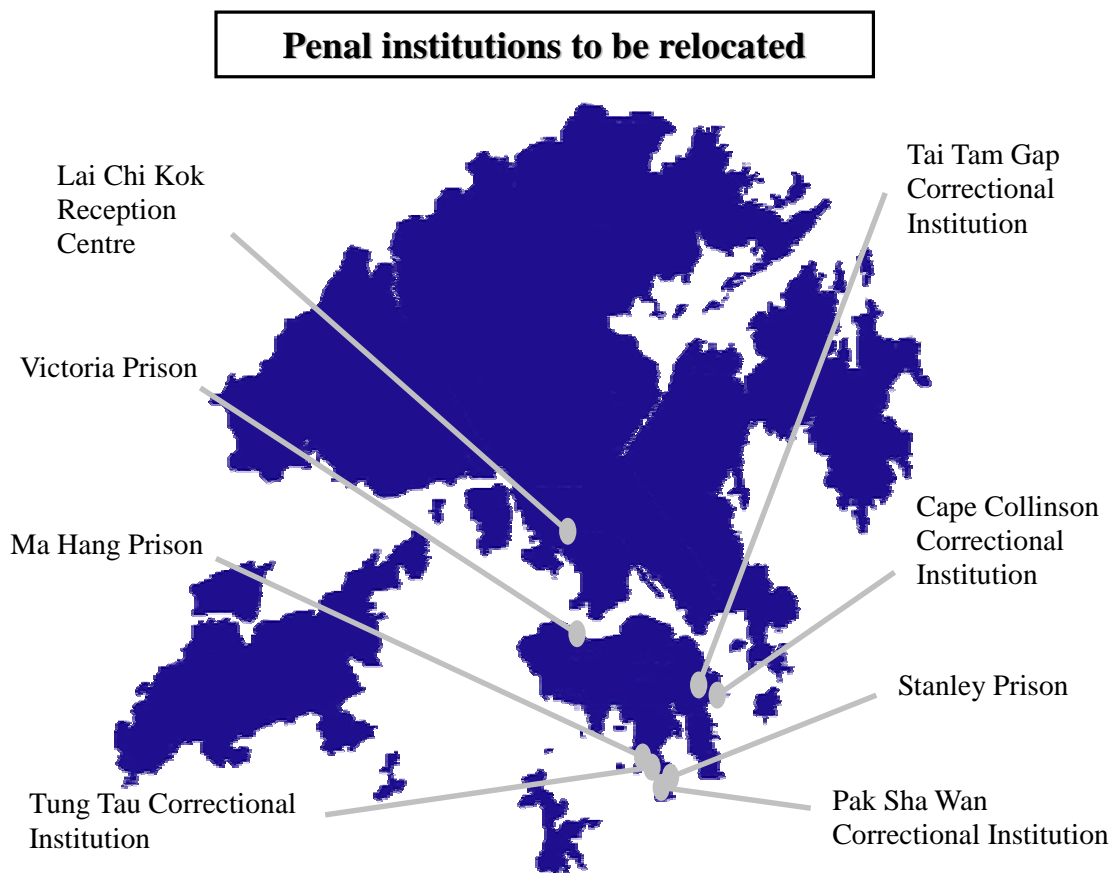 Penal institutions to be relocated
Lai Chi Kok
Reception
Centre
Tai Tam Gap
Correctional
Institution
Victoria Prison
Ma Hang Prison
Cape Collinson
Correctional
Institution
Stanley Prison
Tung Tau Correctional
Institution
Pak Sha Wan
Correctional Institution